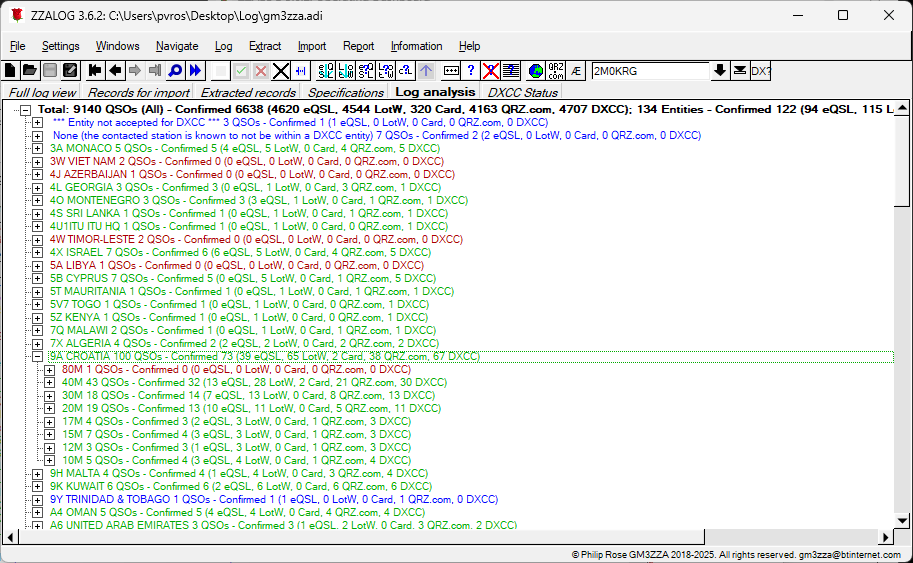 ZZALOG 3.6.2: C:\Users\pvros\Desktop\Log\gm3zza.adi
File Settings Windows Navigate Log Extract Import Report Information Help
QRZ .com Æ 2M0KRG DX?
Full log view Records for import Extracted records Specifications Log analysis DXCC Status
Total: 9140 QSOs (All) - Confirmed 6638 (4620 eQSL, 4544 LotW, 320 Card, 4163 QRZ.com, 4707 DXCC); 134 Entities - Confirmed 122 (94 eQSL, 115 L
*** Entity not accepted for DXCC *** 3 QSOs - Confirmed 1 (1 eQSL, 0 LotW, 0 Card, 0 QRZ.com, 0 DXCC)
None (the contacted station is known to not be within a DXCC entity) 7 QSOs - Confirmed 2 (2 eQSL, 0 LotW, 0 Card, 0 QRZ.com, 0 DXCC)
3A MONACO 5 QSOs - Confirmed 5 (4 eQSL, 5 LotW, 0 Card, 4 QRZ.com, 5 DXCC)
3W VIET NAM 2 QSOs - Confirmed 0 (0 eQSL, 0 LotW, 0 Card, 0 QRZ.com, 0 DXCC)
4J AZERBAIJAN 1 QSOs - Confirmed 0 (0 eQSL, 0 LotW, 0 Card, 0 QRZ.com, 0 DXCC)
4L GEORGIA 3 QSOs - Confirmed 3 (0 eQSL, 1 LotW, 0 Card, 3 QRZ.com, 1 DXCC)
4O MONTENEGRO 3 QSOs - Confirmed 3 (3 eQSL, 1 LotW, 0 Card, 1 QRZ.com, 1 DXCC)
4S SRI LANKA 1 QSOs - Confirmed 1 (0 eQSL, 1 LotW, 0 Card, 0 QRZ.com, 1 DXCC)
4U1ITU ITU HQ 1 QSOs - Confirmed 1 (0 eQSL, 1 LotW, 0 Card, 0 QRZ.com, 1 DXCC)
4W TIMOR-LESTE 2 QSOs - Confirmed 0 (0 eQSL, 0 LotW, 0 Card, 0 QRZ.com, 0 DXCC)
4X ISRAEL 7 QSOs - Confirmed 6 (6 eQSL, 5 LotW, 0 Card, 4 QRZ.com, 5 DXCC)
5A LIBYA 1 QSOs - Confirmed 0 (0 eQSL, 0 LotW, 0 Card, 0 QRZ.com, 0 DXCC)
5B CYPRUS 7 QSOs - Confirmed 5 (0 eQSL, 5 LotW, 0 Card, 1 QRZ.com, 5 DXCC)
5T MAURITANIA 1 QSOs - Confirmed 1 (0 eQSL, 1 LotW, 0 Card, 1 QRZ.com, 1 DXCC)
5V7 TOGO 1 QSOs - Confirmed 1 (0 eQSL, 1 LotW, 0 Card, 0 QRZ.com, 1 DXCC)
5Z KENYA 1 QSOs - Confirmed 1 (0 eQSL, 1 LotW, 0 Card, 0 QRZ.com, 1 DXCC)
7Q MALAWI 2 QSOs - Confirmed 1 (0 eQSL, 1 LotW, 0 Card, 0 QRZ.com, 1 DXCC)
7X ALGERIA 4 QSOs - Confirmed 2 (2 eQSL, 2 LotW, 0 Card, 2 QRZ.com, 2 DXCC)
9A CROATIA 100 QSOs - Confirmed 73 (39 eQSL, 65 LotW, 2 Card, 38 QRZ.com, 67 DXCC)
80M 1 QSOs - Confirmed 0 (0 eQSL, 0 LotW, 0 Card, 0 QRZ.com, 0 DXCC)
40M 43 QSOs - Confirmed 32 (13 eQSL, 28 LotW, 2 Card, 21 QRZ.com, 30 DXCC)
30M 18 QSOs - Confirmed 14 (7 eQSL, 13 LotW, 0 Card, 8 QRZ.com, 13 DXCC)
20M 19 QSOs - Confirmed 13 (10 eQSL, 11 LotW, 0 Card, 5 QRZ.com, 11 DXCC)
17M 4 QSOs - Confirmed 3 (2 eQSL, 3 LotW, 0 Card, 1 QRZ.com, 3 DXCC)
15M 7 QSOs - Confirmed 4 (3 eQSL, 3 LotW, 0 Card, 1 QRZ.com, 3 DXCC)
12M 3 QSOs - Confirmed 3 (1 eQSL, 3 LotW, 0 Card, 1 QRZ.com, 3 DXCC)
10M 5 QSOs - Confirmed 4 (3 eQSL, 4 LotW, 0 Card, 1 QRZ.com, 4 DXCC)
9H MALTA 4 QSOs - Confirmed 4 (1 eQSL, 4 LotW, 0 Card, 3 QRZ.com, 4 DXCC)
9K KUWAIT 6 QSOs - Confirmed 6 (2 eQSL, 6 LotW, 0 Card, 6 QRZ.com, 6 DXCC)
9Y TRINIDAD & TOBAGO 1 QSOs - Confirmed 1 (1 eQSL, 0 LotW, 0 Card, 1 QRZ.com, 0 DXCC)
A4 OMAN 5 QSOs - Confirmed 5 (4 eQSL, 4 LotW, 0 Card, 4 QRZ.com, 4 DXCC)
A6 UNITED ARAB EMIRATES 3 QSOs - Confirmed 3 (1 eQSL, 2 LotW, 0 Card, 3 QRZ.com, 2 DXCC)
© Philip Rose GM3ZZA 2018-2025. All rights reserved. gm3zza@btinternet.com